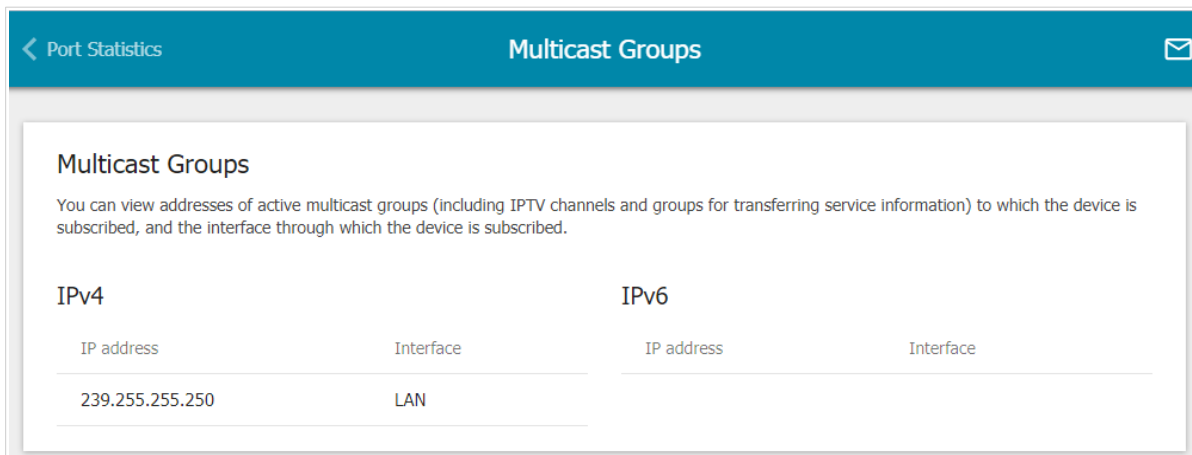 Port Statistics
Multicast Groups
Multicast Groups
You can view addresses of active multicast groups (including IPTV channels and groups for transferring service information) to which the device is
subscribed, and the interface through which the device is subscribed.
IPv4
IP address Interface
239.255.255.250 LAN
IPv6
IP address Interface